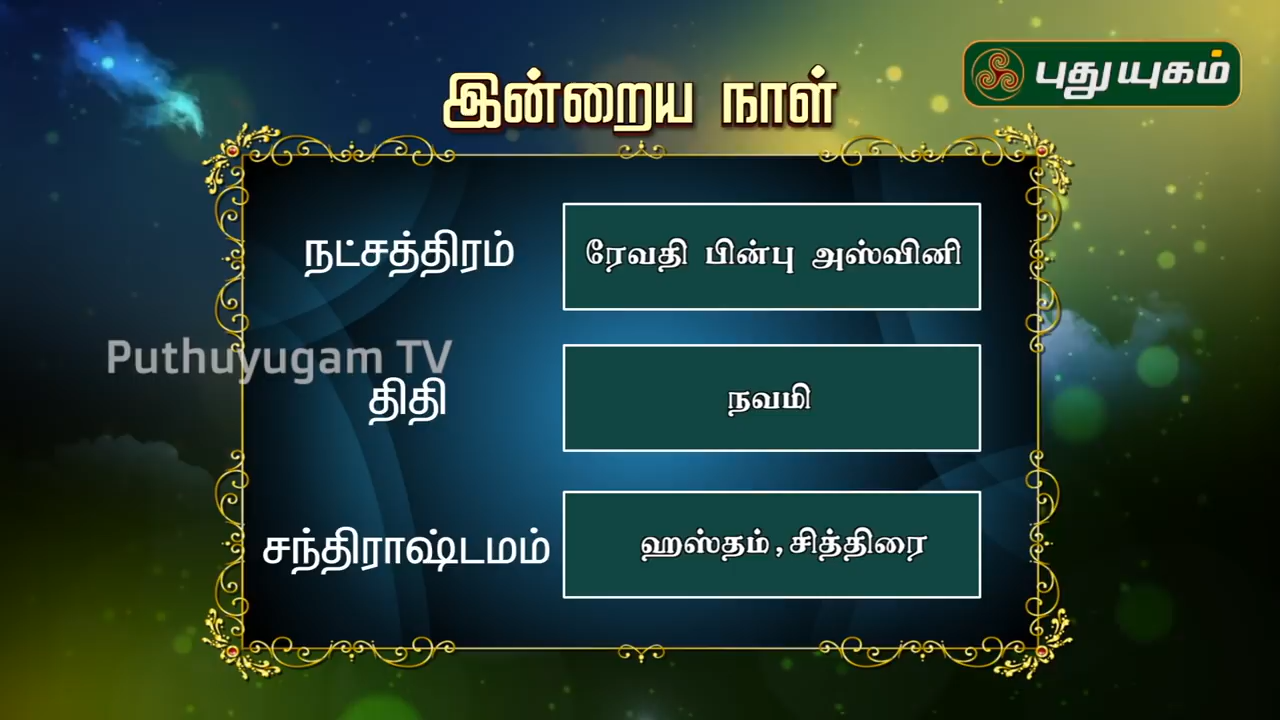 இன்றைய நாள்
புதுயுகம்
நட்சத்திரம்
ரேவதி பின்பு அஸ்வினி
Puthuyugam TV
திதி
நவமி
சந்திராஷ்டமம்
ஹஸ்தம்,சித்திரை